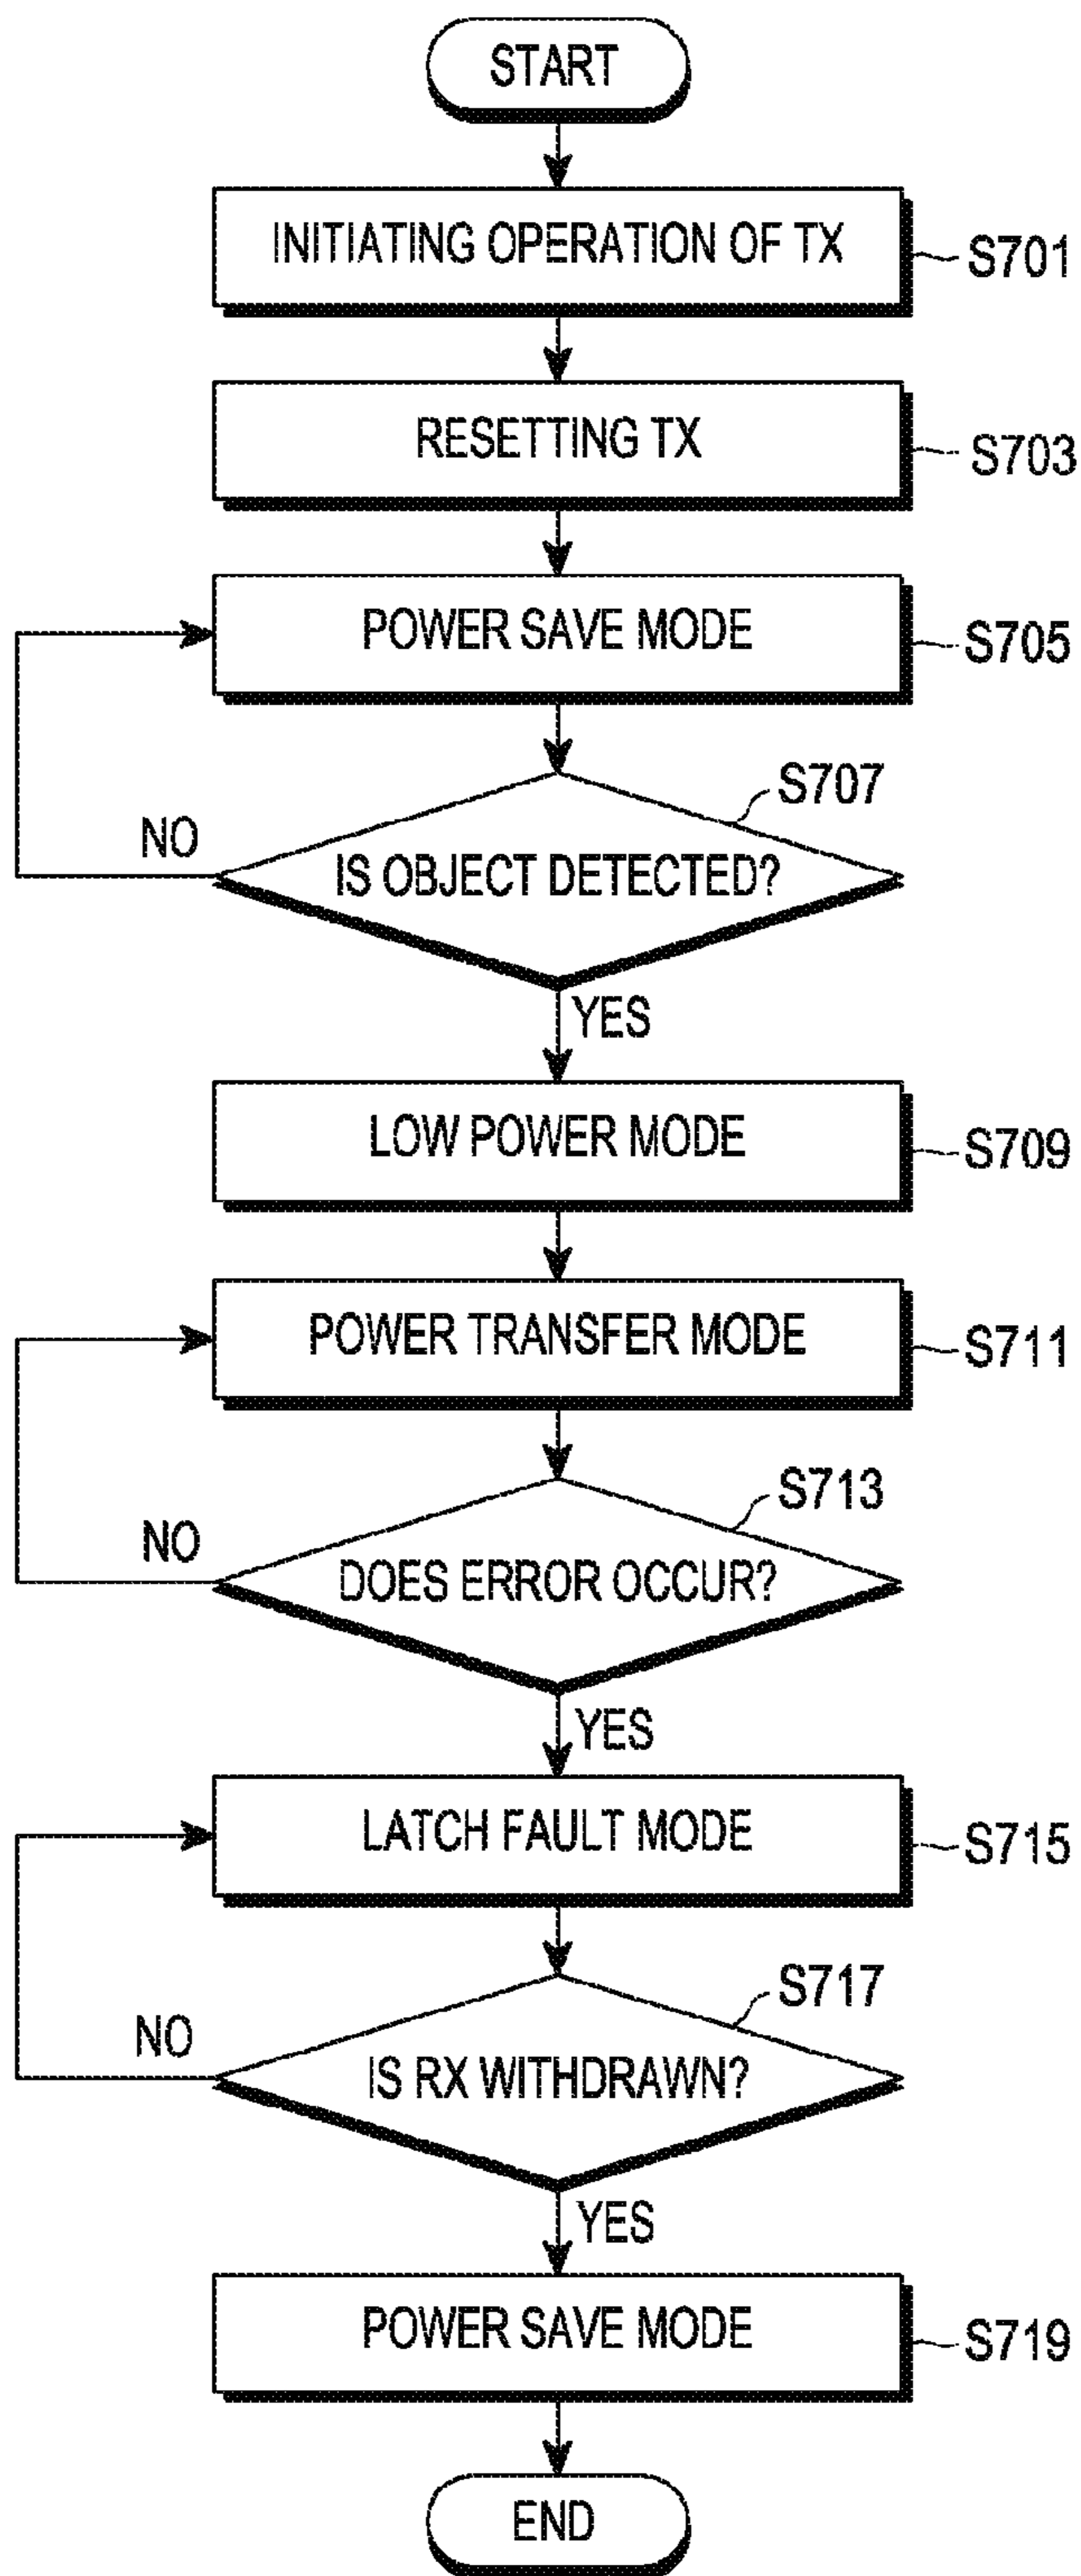 START
INITIATING OPERATION OF TX
S701
RESETTING TX
S703
POWER SAVE MODE
S705
S707
NO
IS OBJECT DETECTED?
YES
LOW POWER MODE
S709
POWER TRANSFER MODE
S711
S713
NO
DOES ERROR OCCUR?
YES
LATCH FAULT MODE
S715
S717
NO
IS RX WITHDRAWN?
YES
POWER SAVE MODE
S719
END